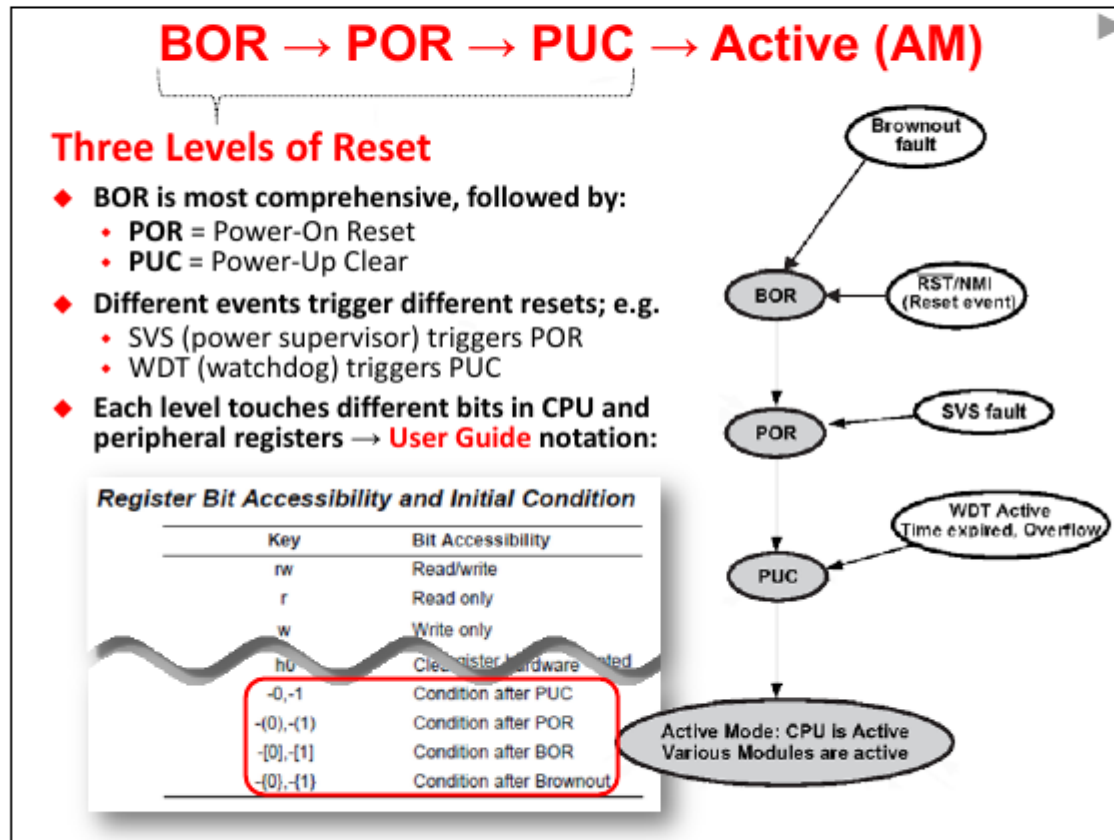 BOR → POR → PUC → Active (AM)
Three Levels of Reset
◆ BOR is most comprehensive, followed by:
• POR = Power-On Reset
• PUC = Power-Up Clear
◆ Different events trigger different resets; e.g.
• SVS (power supervisor) triggers POR
• WDT (watchdog) triggers PUC
◆ Each level touches different bits in CPU and
peripheral registers → User Guide notation:
Register Bit Accessibility and Initial Condition
Key Bit Accessibility
rw Read/write
r Read only
w Write only
h0
-0,-1 Condition after PUC
-(0),-(1) Condition after POR
-[0],-[1] Condition after BOR
-{0},-{1} Condition after Brownout
Brownout
fault
BOR
RST/NMI
(Reset event)
POR
SVS fault
WDT Active
Time expired, Overflow
PUC
Active Mode: CPU is Active
Various Modules are active